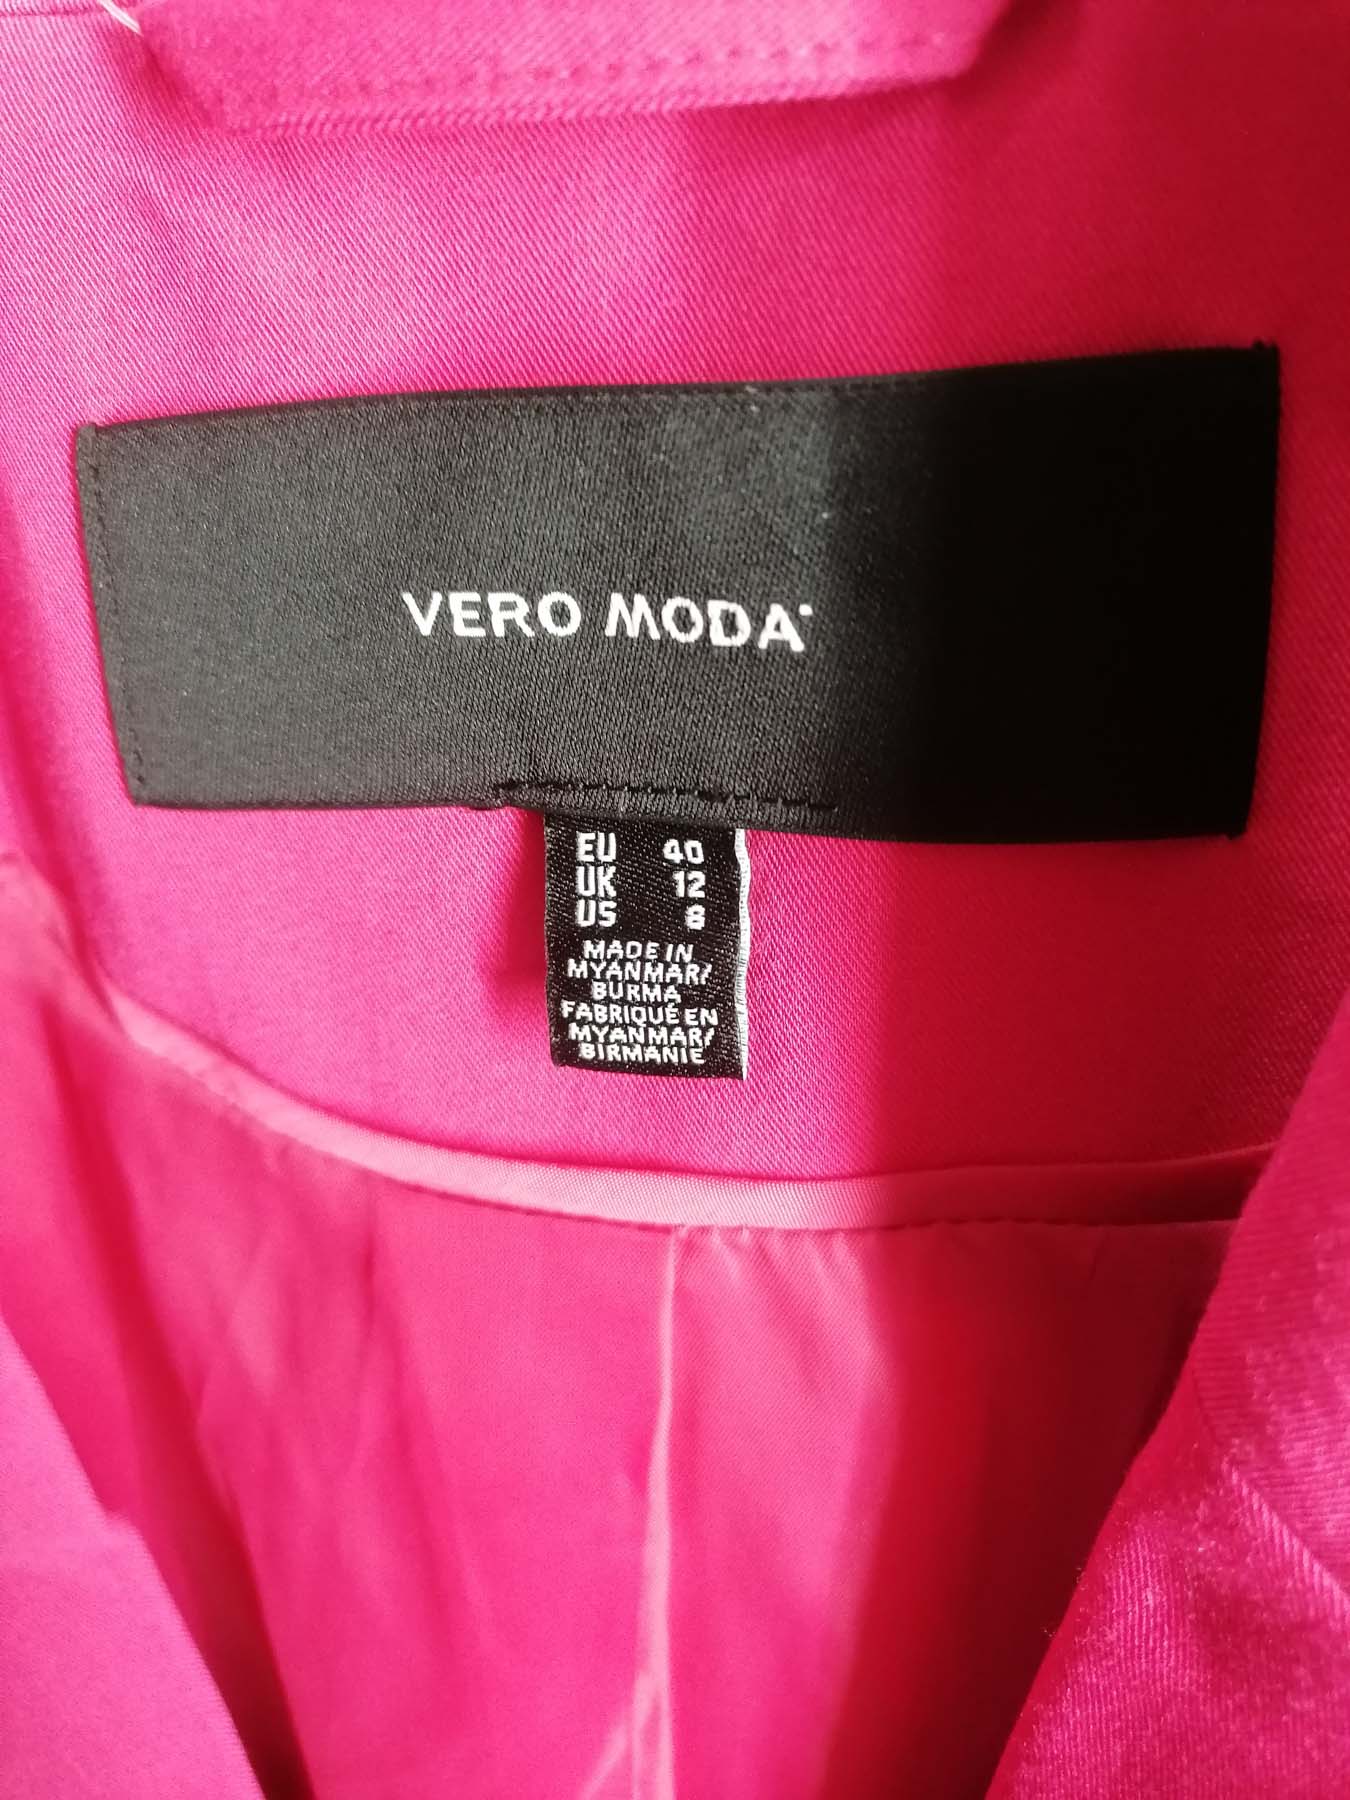 VERO MODA
EU 40
UK 12
US 8
MADE IN
MYANMAR/
BURMA
FABRIQUÉ EN
MYANMAR/
BIRMANIE